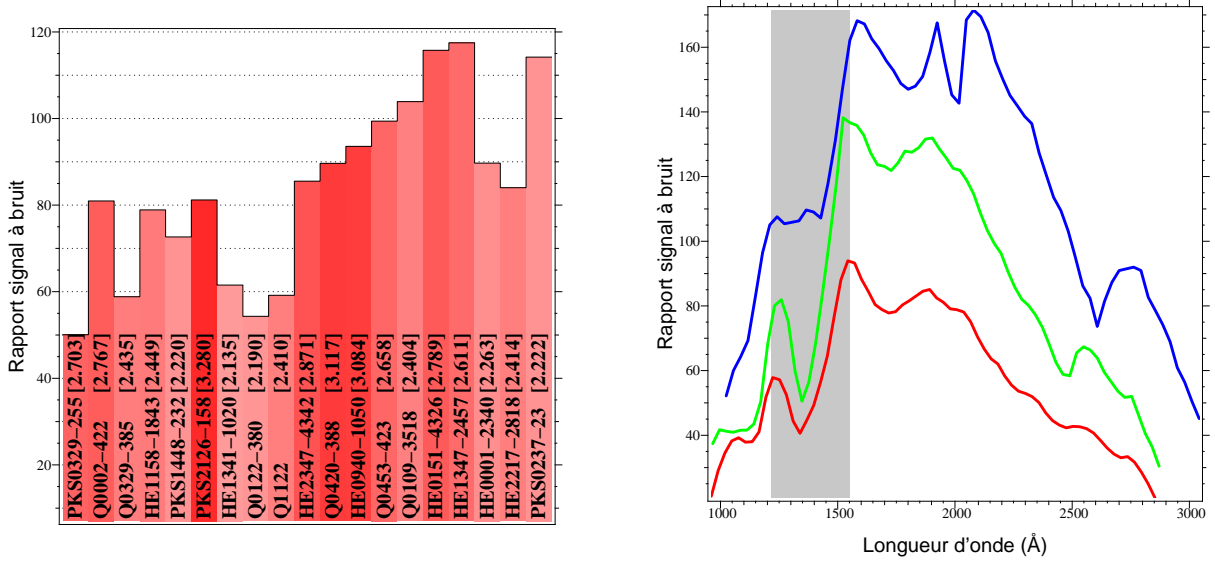 Rapport signal à bruit
120
100
80
60
40
20
PKS0329−255 [2.703]
Q0002−422 [2.767]
Q0329−385 [2.435]
HE1158−1843 [2.449]
PKS1448−232 [2.220]
PKS2126−158 [3.280]
HE1341−1020 [2.135]
Q0122−380 [2.190]
Q1122 [2.410]
HE2347−4342 [2.871]
Q0420−388 [3.117]
HE0940−1050 [3.084]
Q0453−423 [2.658]
Q0109−3518 [2.404]
HE0151−4326 [2.789]
HE1347−2457 [2.611]
HE0001−2340 [2.263]
HE2217−2818 [2.414]
PKS0237−23 [2.222]
Rapport signal à bruit
160
140
120
100
80
60
40
1000 1500 2000 2500 3000
Longueur d'onde (Å)